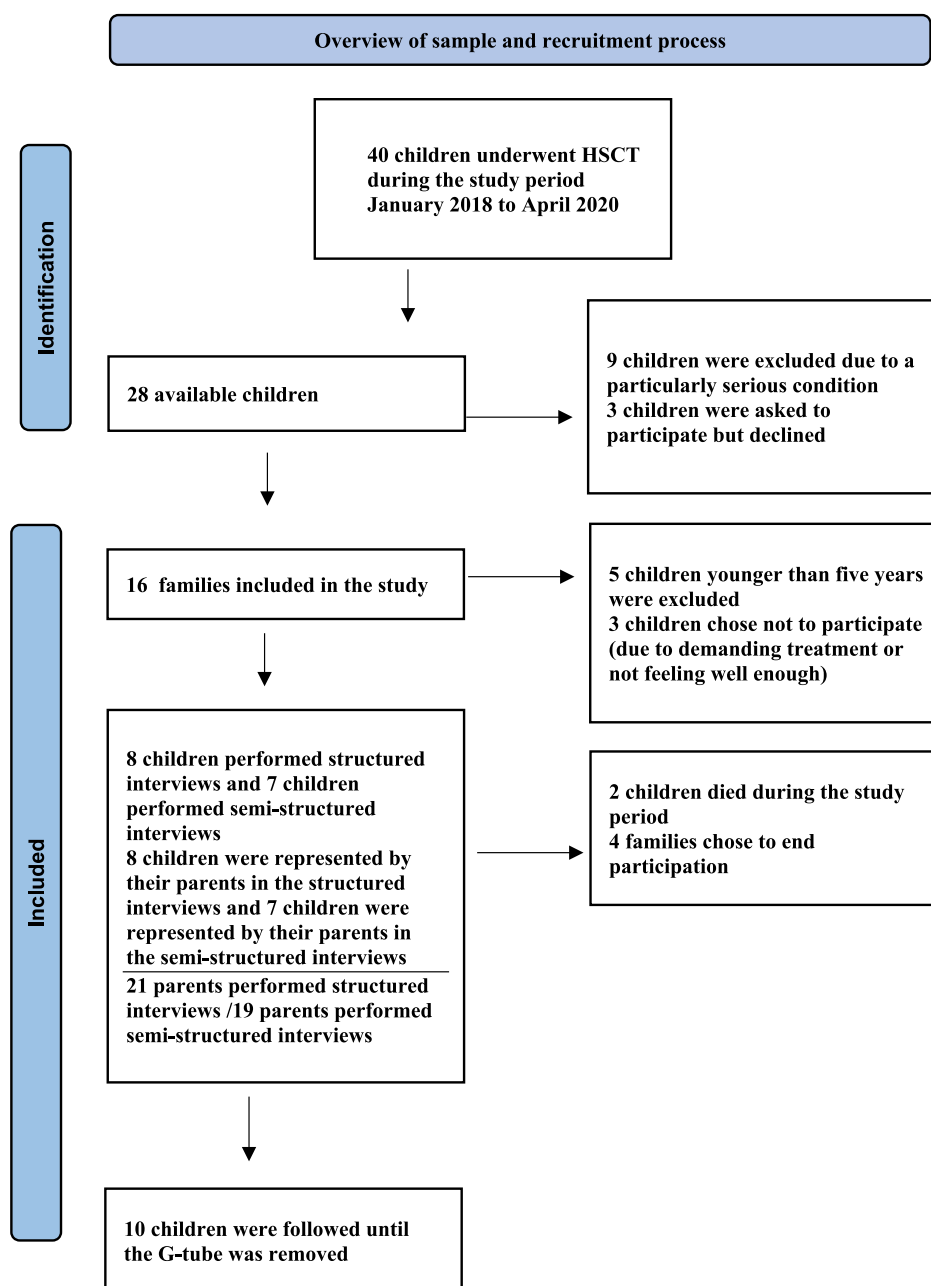 Overview of sample and recruitment process
Identification
40 children underwent HSCT
during the study period
January 2018 to April 2020
28 available children
9 children were excluded due to a
particularly serious condition
3 children were asked to
participate but declined
Included
16 families included in the study
5 children younger than five years
were excluded
3 children chose not to participate
(due to demanding treatment or
not feeling well enough)
8 children performed structured
interviews and 7 children
performed semi-structured
interviews
8 children were represented by
their parents in the structured
interviews and 7 children were
represented by their parents in
the semi-structured interviews
21 parents performed structured
interviews /19 parents performed
semi-structured interviews
2 children died during the study
period
4 families chose to end
participation
10 children were followed until
the G-tube was removed